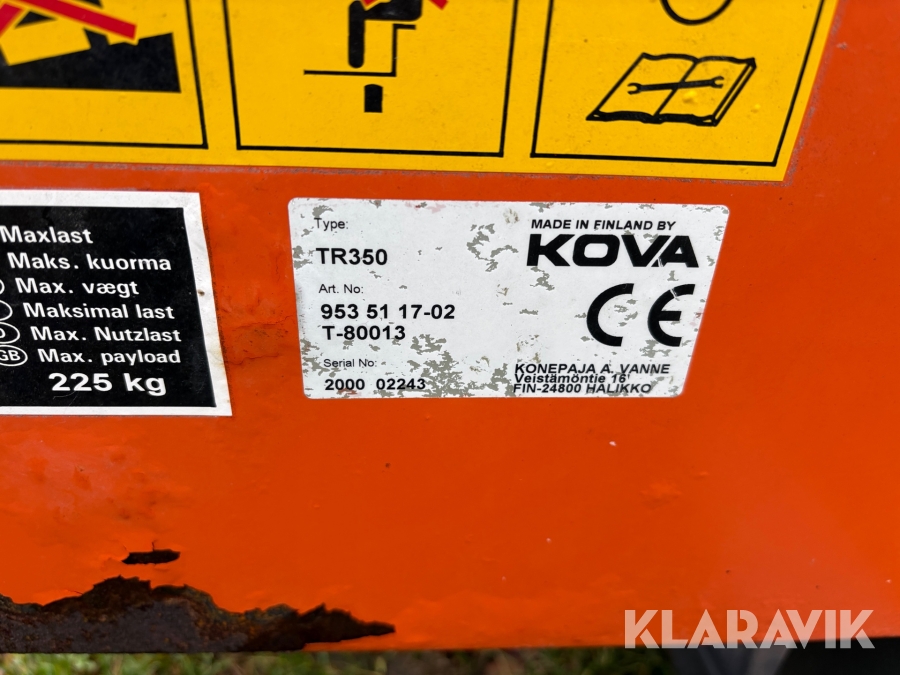 Maxlast
Maks. kuorma
Max. vægt
Maksimal last
Max. Nutzlast
GB Max. payload
225 kg
Type:
TR350
Art. No:
953 51 17-02
T-80013
Serial No:
2000 02243
MADE IN FINLAND BY
KOVA
CE
KONEPAJA A. VANNE
Veistämöntie 16
FIN-24800 HALIKKO
KLARAVIK